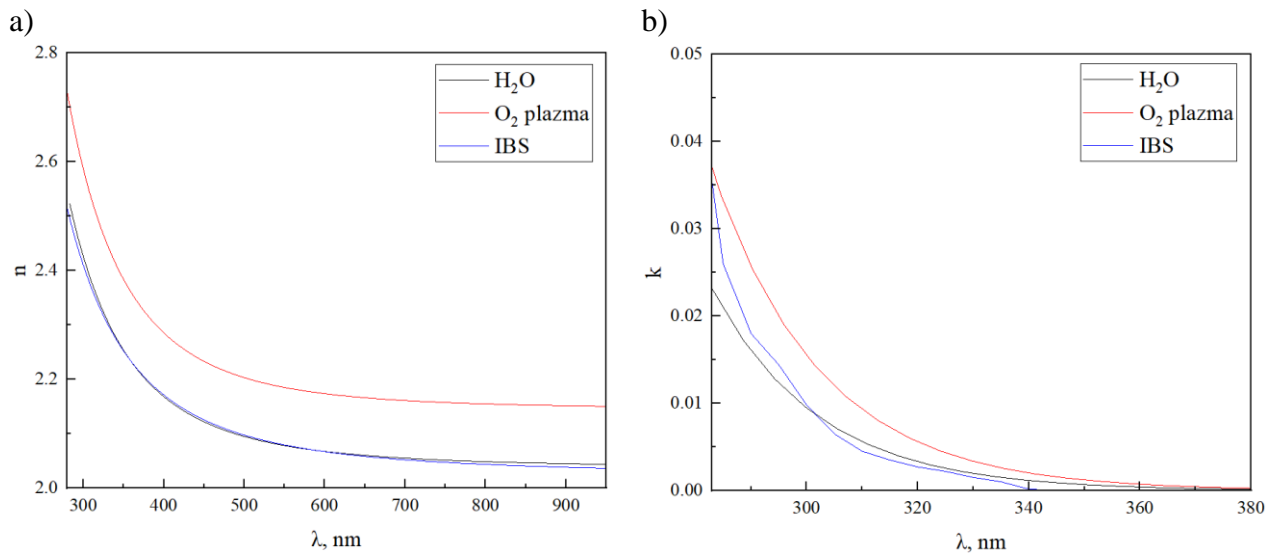 a)
2.8
2.6
2.4
2.2
2.0
n
300 400 500 600 700 800 900
λ, nm
H₂O
O₂ plazma
IBS
b)
0.05
0.04
0.03
0.02
0.01
0.00
k
300 320 340 360 380
λ, nm
H₂O
O₂ plazma
IBS